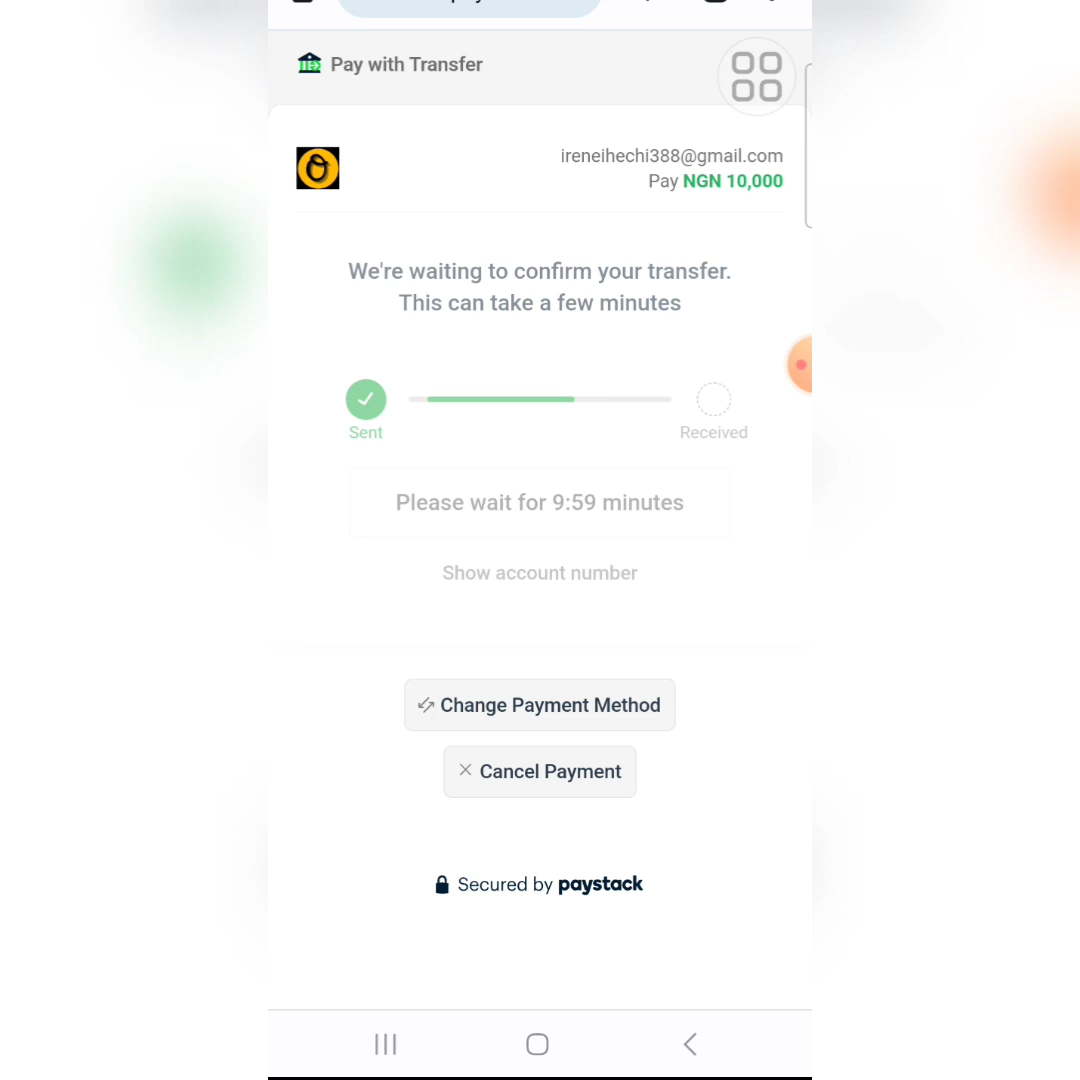 Pay with Transfer
ireneihechi388@gmail.com
Pay NGN 10,000
We're waiting to confirm your transfer.
This can take a few minutes
Sent
Received
Please wait for 9:59 minutes
Show account number
Change Payment Method
Cancel Payment
Secured by paystack